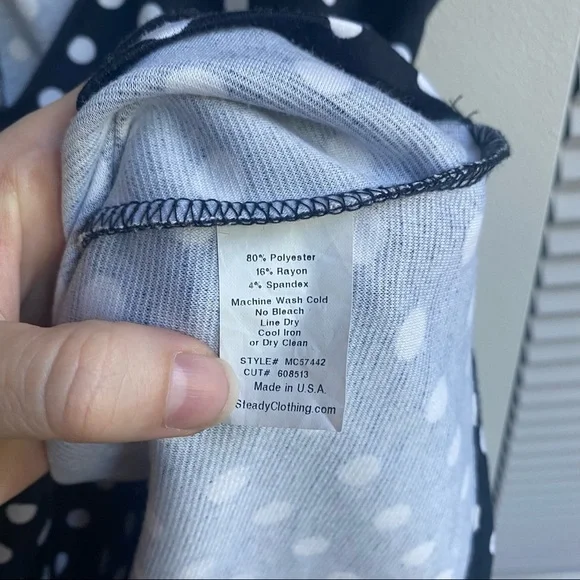 80% Polyester
16% Rayon
4% Spandex
Machine Wash Cold
No Bleach
Line Dry
Cool Iron
or Dry Clean
STYLE# MC57442
CUT# 608513
Made in U.S.A.
SteadyClothing.com